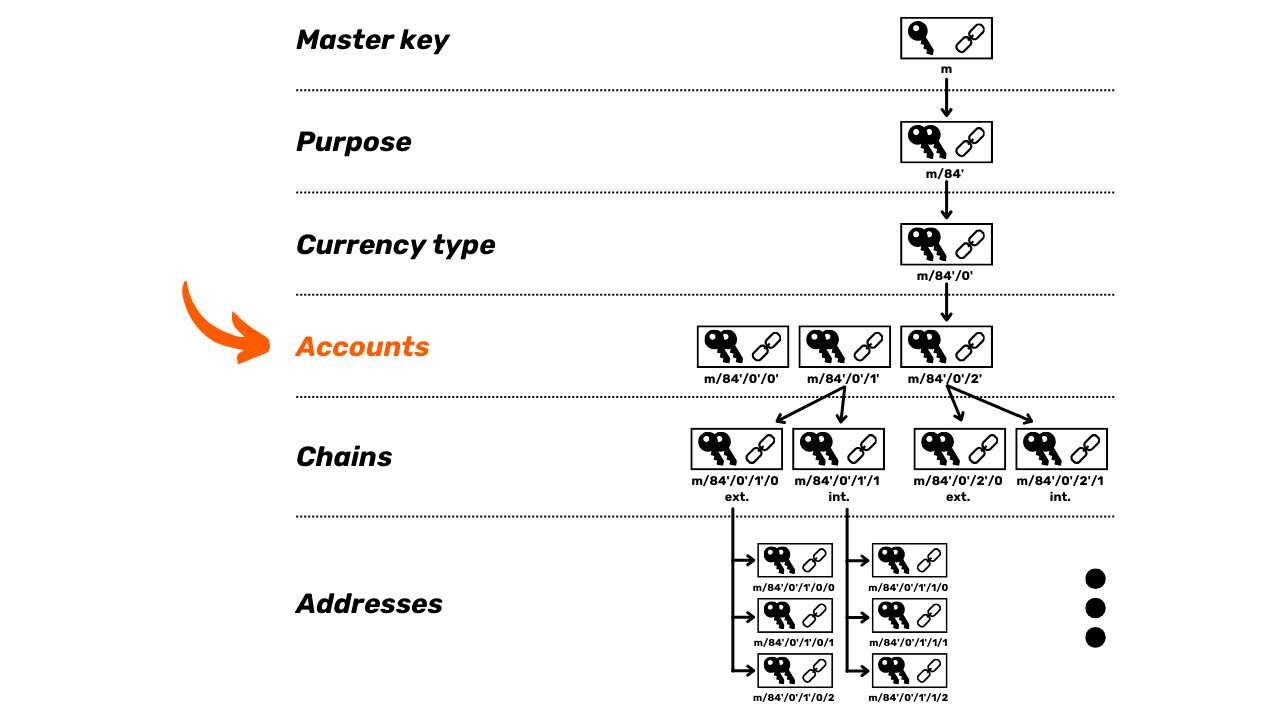 Master key
m
Purpose
m/84'
Currency type
m/84'/0'
Accounts
m/84'/0'/0'
m/84'/0'/1'
m/84'/0'/2'
Chains
m/84'/0'/1'/0
ext.
m/84'/0'/1'/1
int.
m/84'/0'/2'/0
ext.
m/84'/0'/2'/1
int.
Addresses
m/84'/0'/1'/0/0
m/84'/0'/1'/1/0
m/84'/0'/1'/0/1
m/84'/0'/1'/1/1
m/84'/0'/1'/0/2
m/84'/0'/1'/1/2